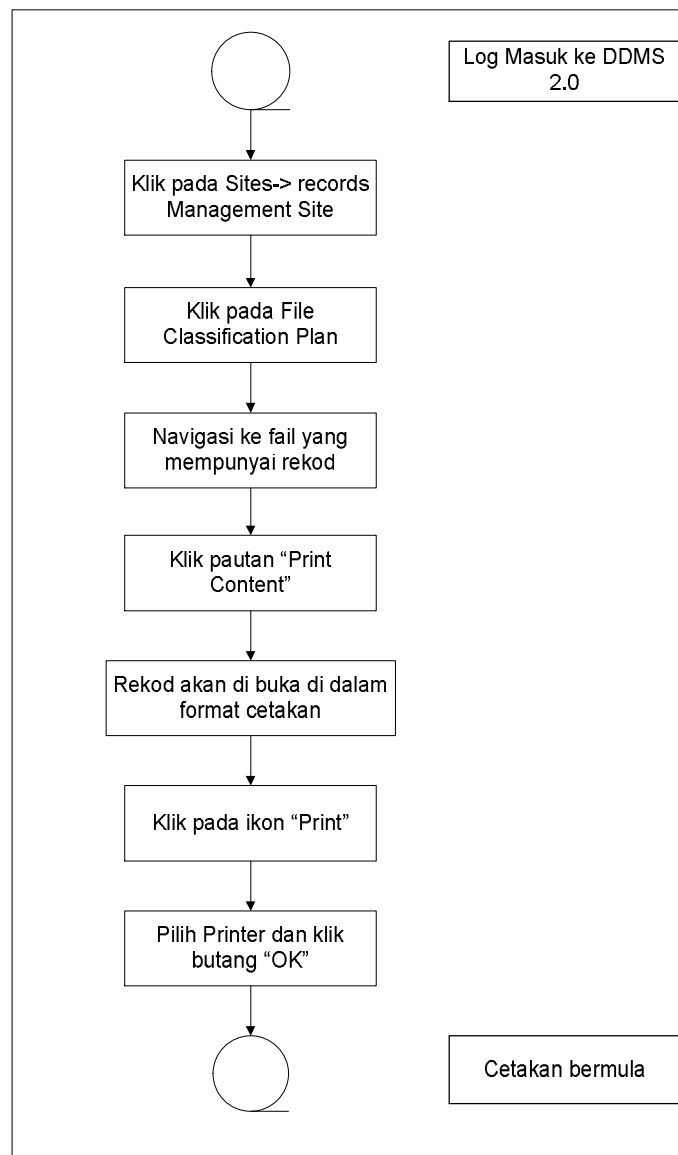 Log Masuk ke DDMS
2.0
Klik pada Sites-> records
Management Site
Klik pada File
Classification Plan
Navigasi ke fail yang
mempunyai rekod
Klik pautan “Print
Content”
Rekod akan di buka di dalam
format cetakan
Klik pada ikon “Print”
Pilih Printer dan klik
butang “OK”
Cetakan bermula